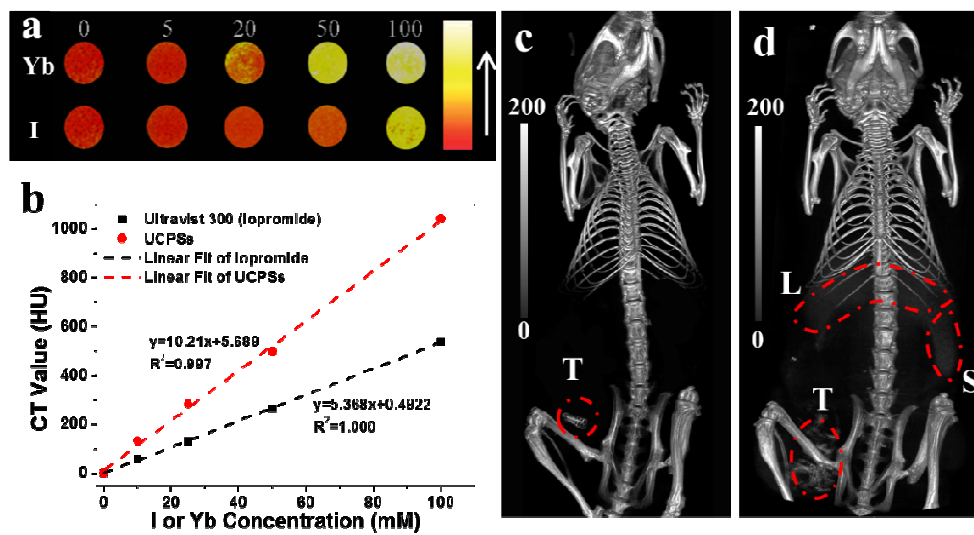 a
0 5 20 50 100
Yb
I
b
1000
800
600
400
200
0
CT Value (HU)
Ultravist 300 (Iopromide)
UCPSs
Linear Fit of Iopromide
Linear Fit of UCPSs
y=10.21x+5.689
R²=0.997
y=5.368x+0.4922
R²=1.000
0 20 40 60 80 100
I or Yb Concentration (mM)
c
200
0
T
d
200
0
L
S
T